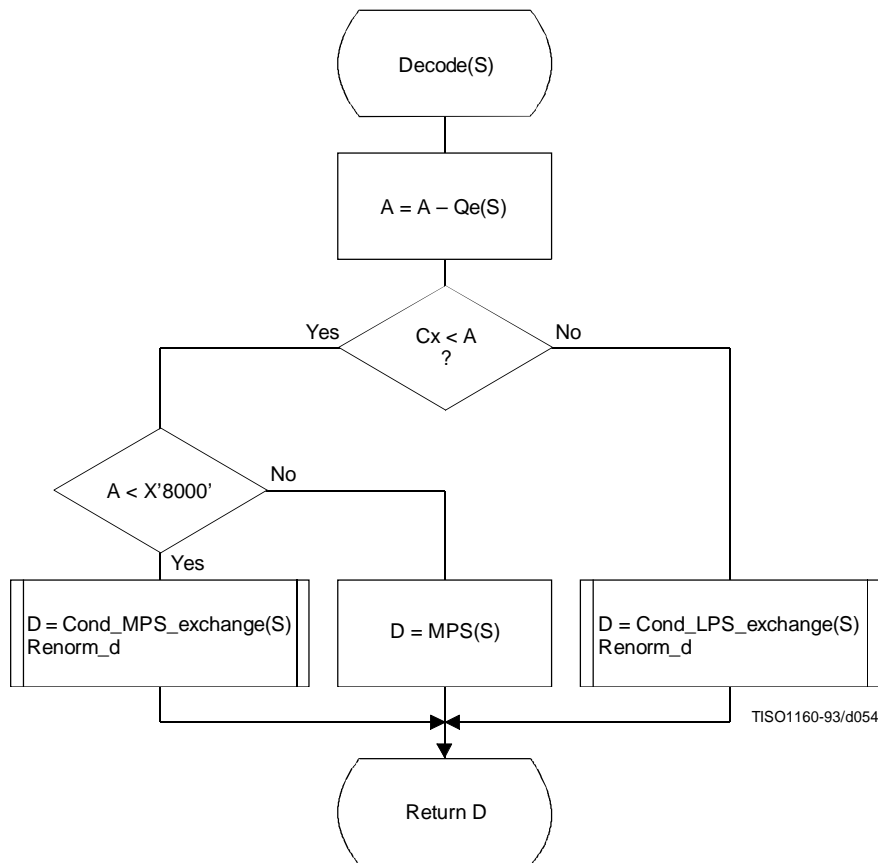 Decode(S)
A = A – Qe(S)
Yes
Cx < A
?
No
A < X’8000’
No
Yes
D = Cond_MPS_exchange(S)
Renorm_d
D = MPS(S)
D = Cond_LPS_exchange(S)
Renorm_d
TISO1160-93/d054
Return D